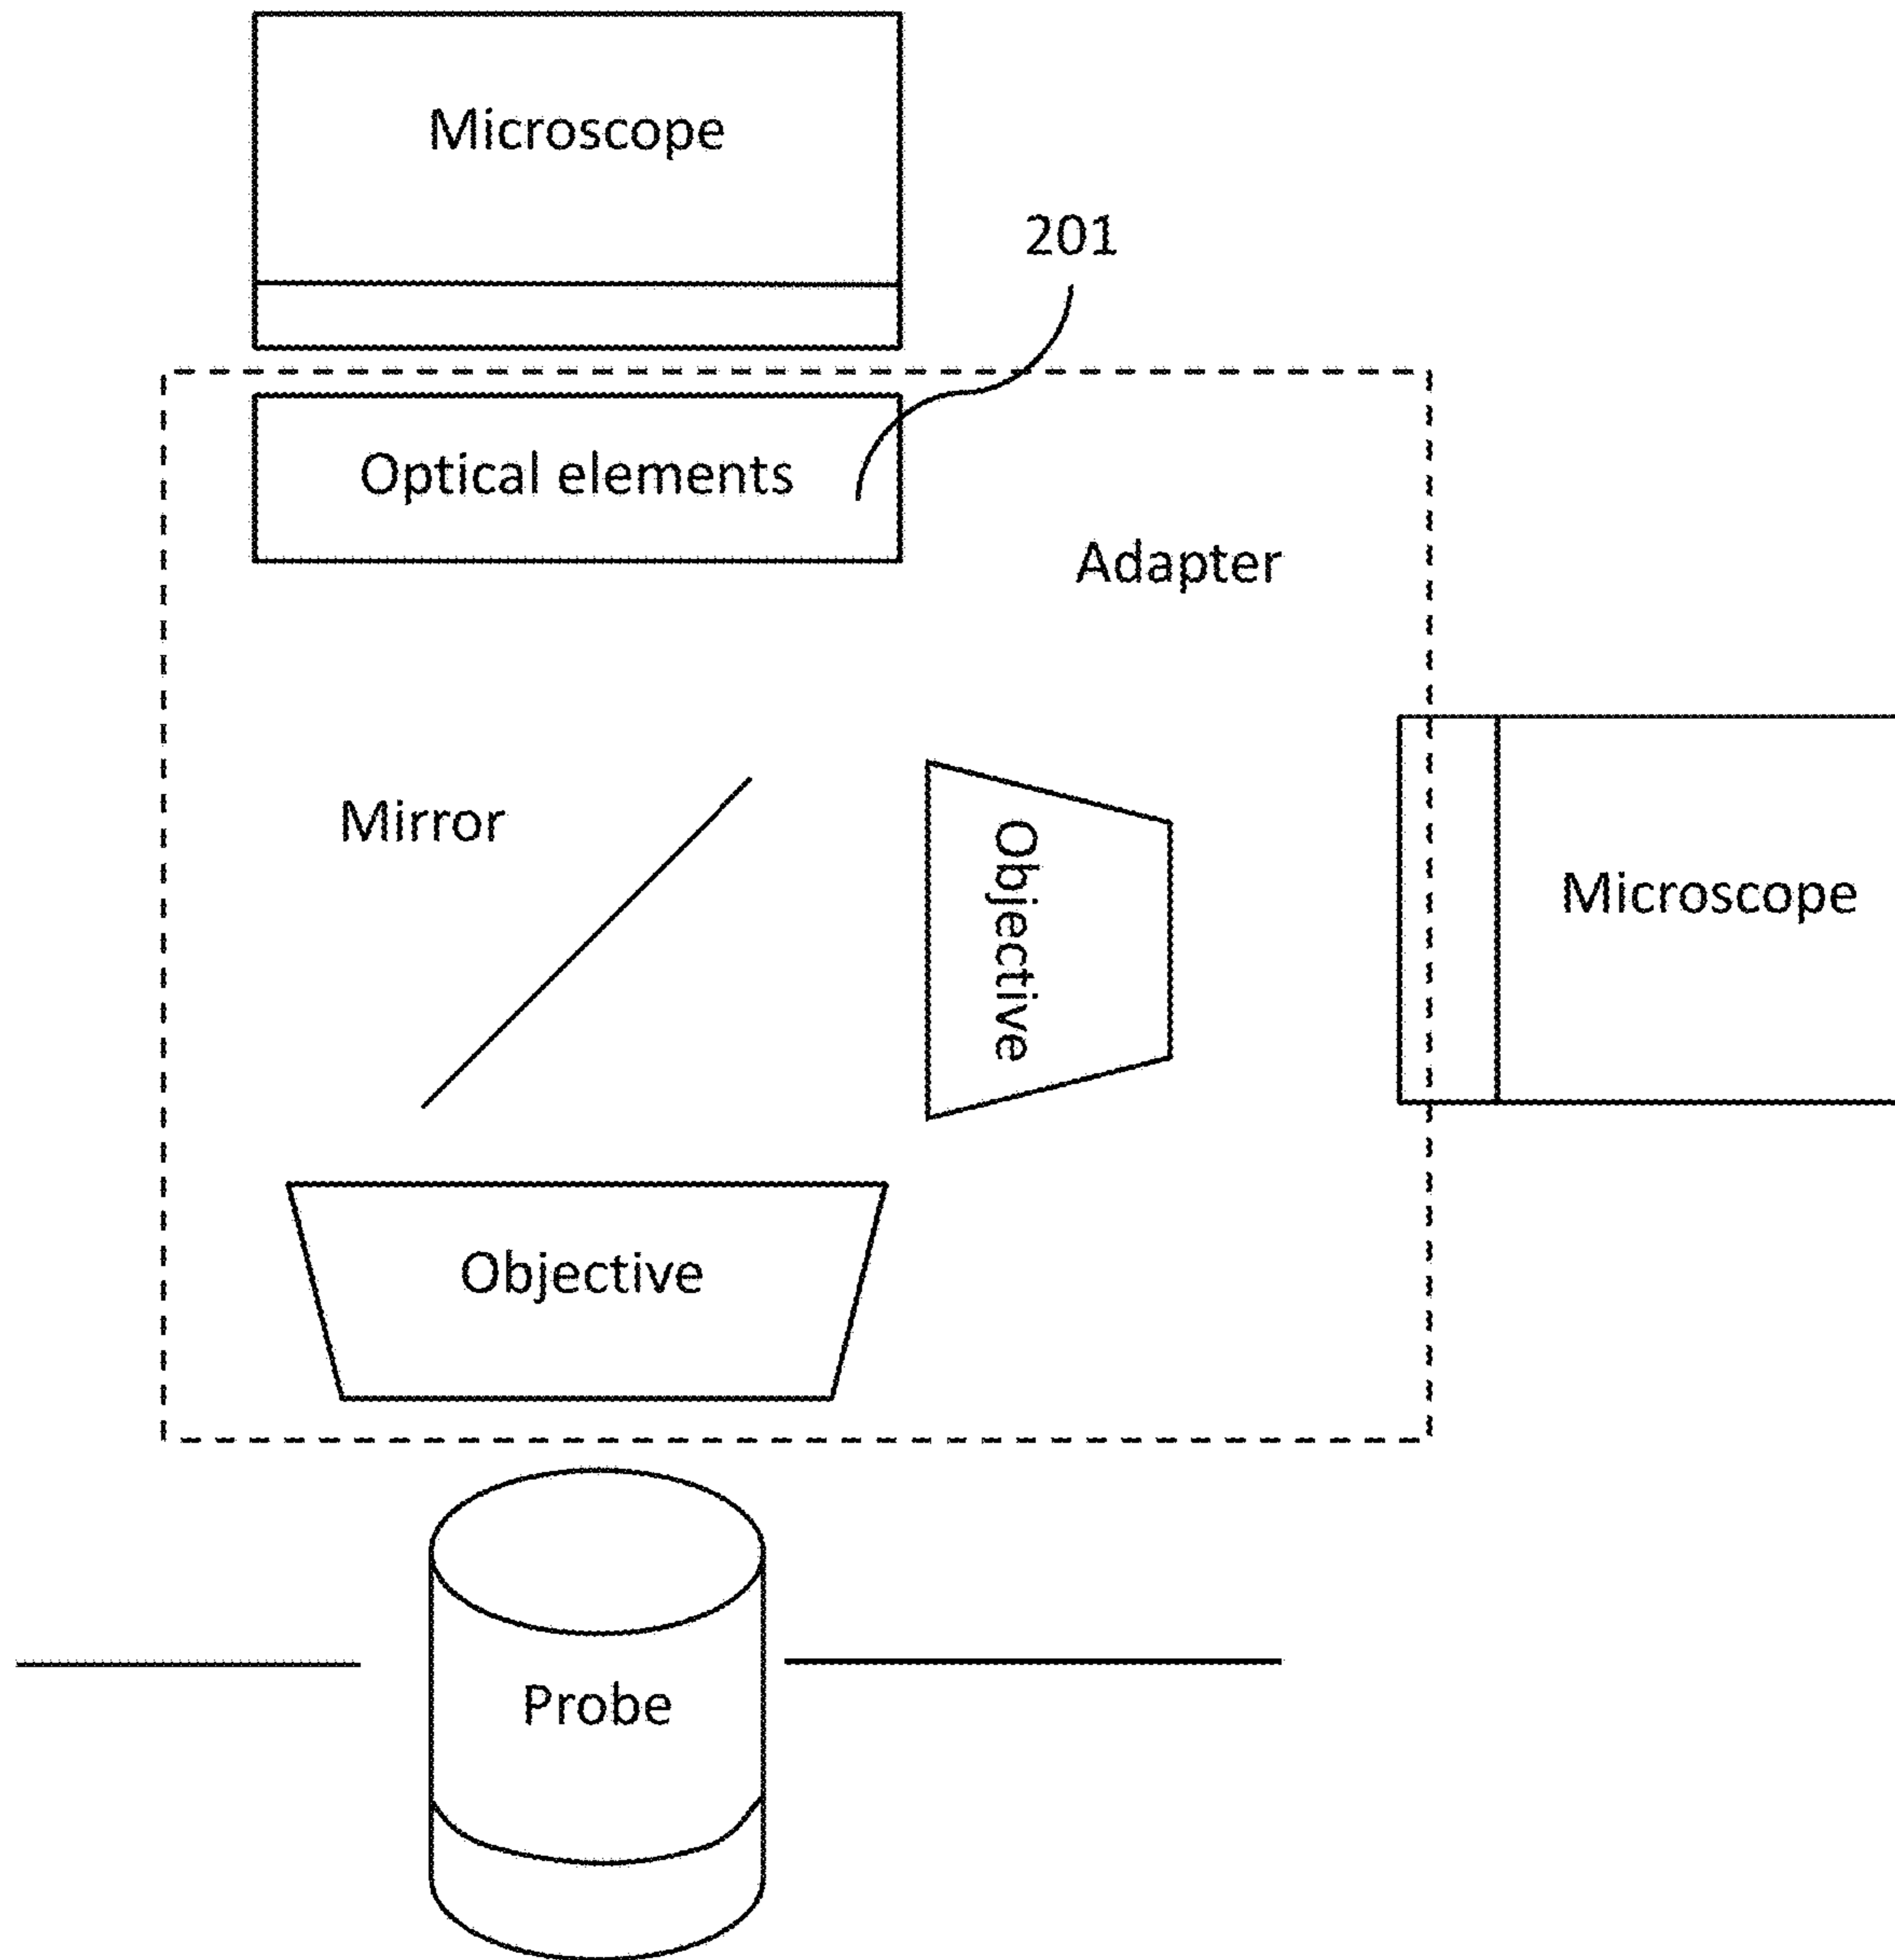 Microscope
201
Optical elements
Adapter
Mirror
Objective
Microscope
Objective
Probe